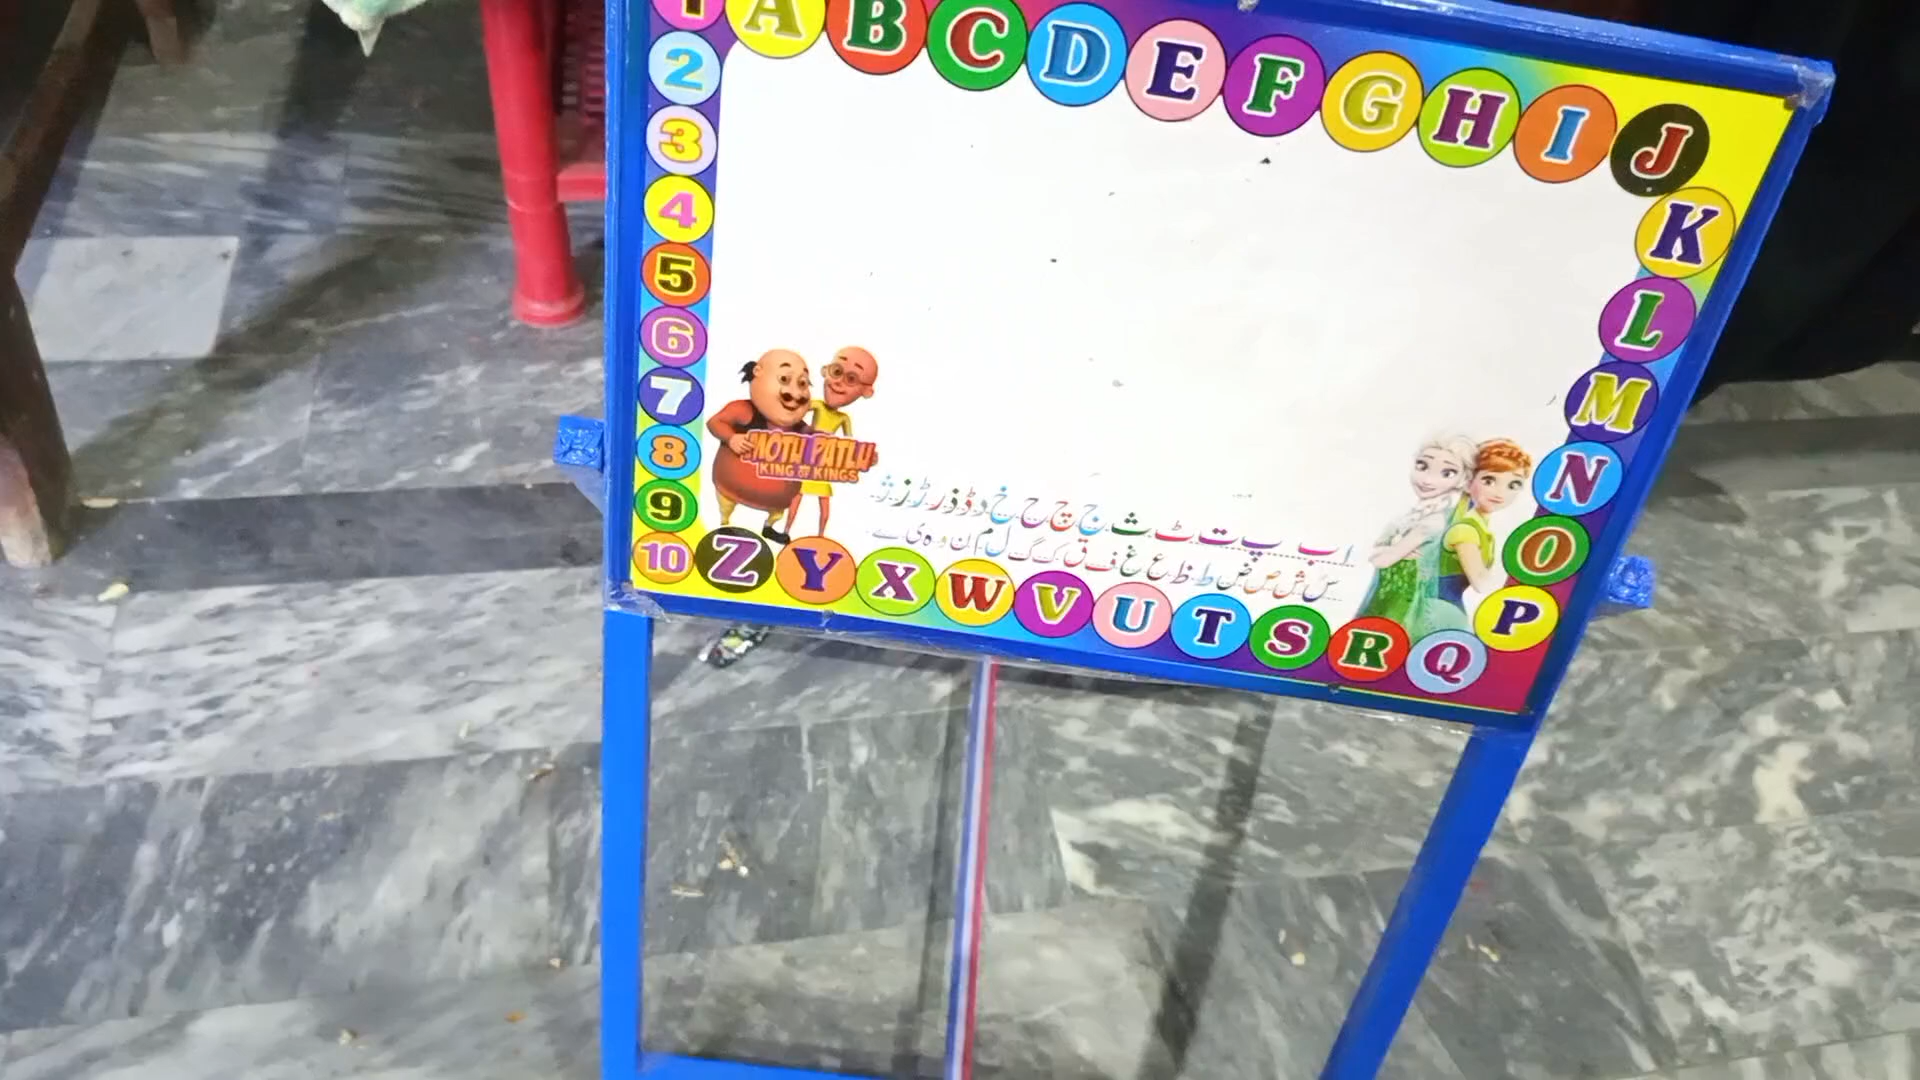 1 A B C D E F G H I J
2
3
4
5
6
7
8
9
10
K
L
M
N
O
P
MOTU PATLU
KING OF KINGS
ا ب پ ت ٹ ث ج چ ح خ د ڈ ذ ر ڑ ز ژ
س ش ص ض ط ظ ع غ ف ق ک گ ل م ن و ہ ی ے
Z Y X W V U T S R Q